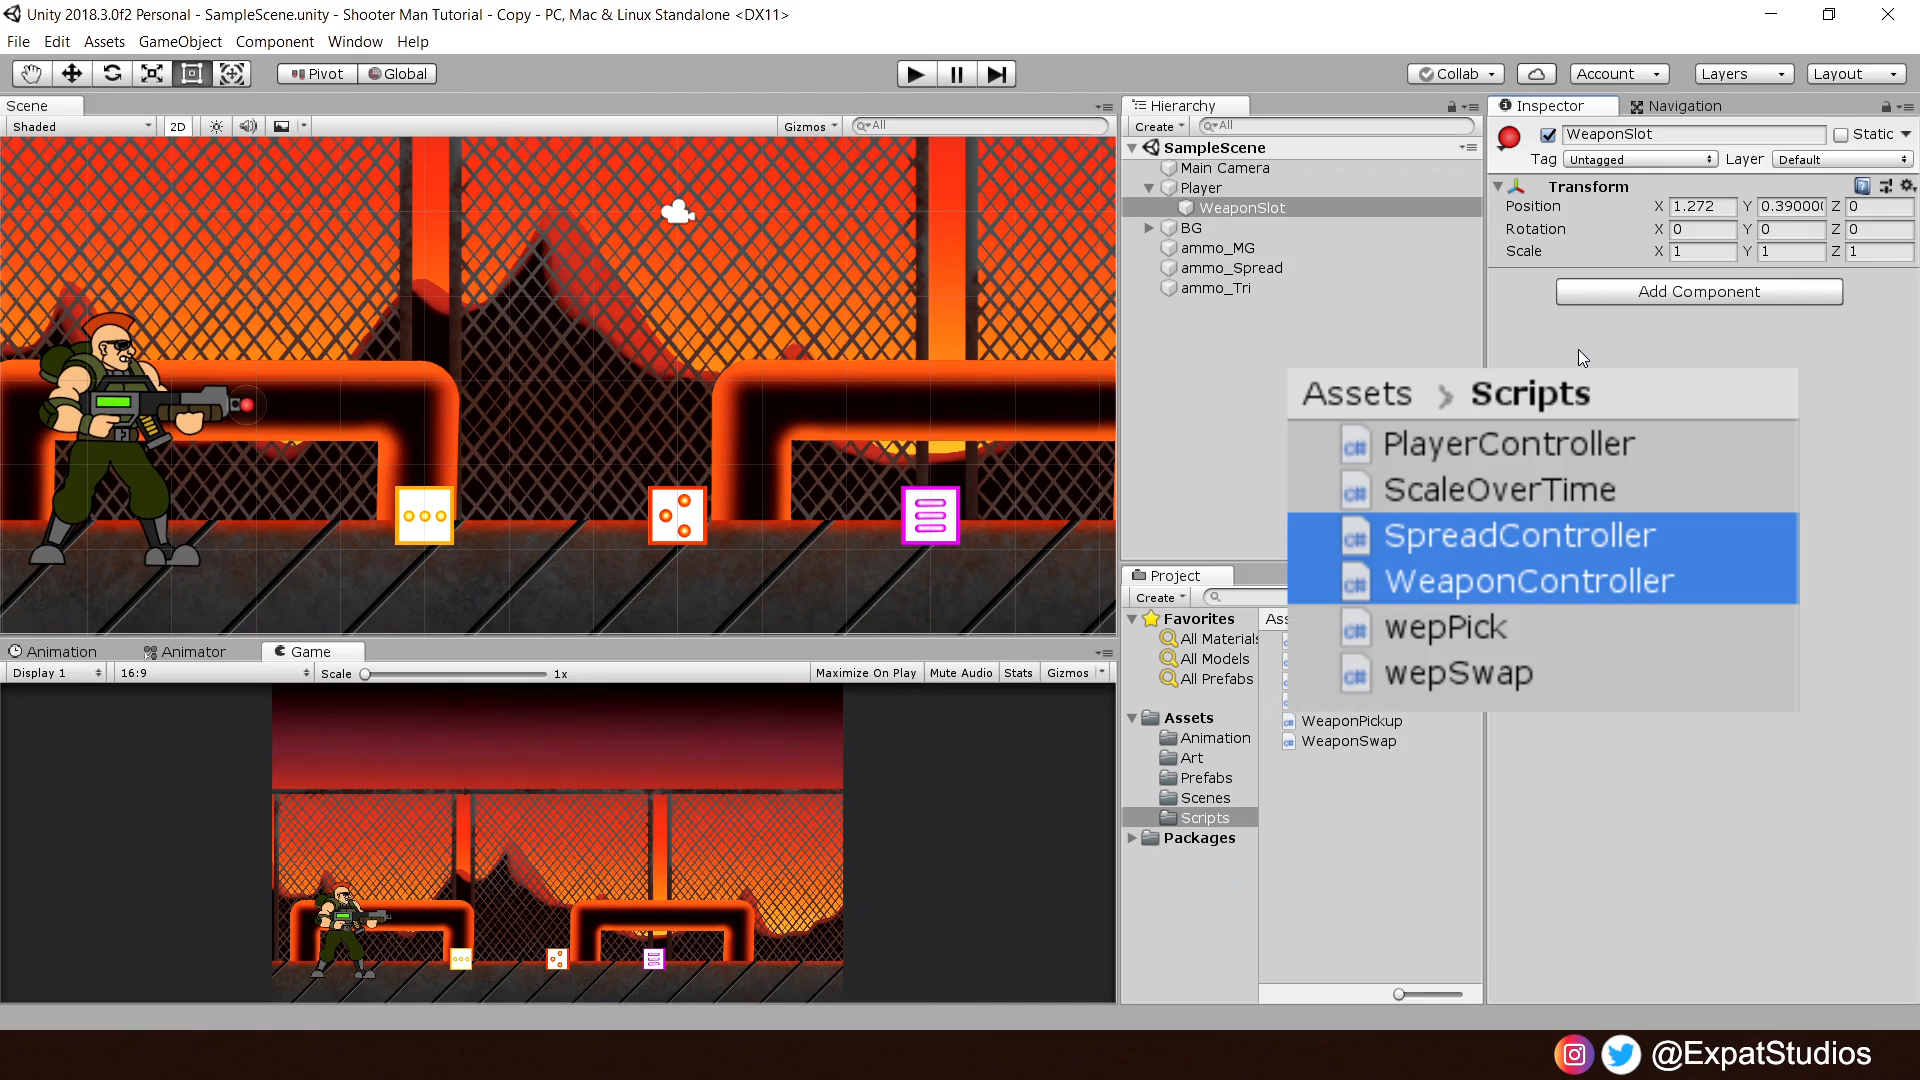 Unity 2018.3.0f2 Personal - SampleScene.unity - Shooter Man Tutorial - Copy - PC, Mac & Linux Standalone <DX11>
File Edit Assets GameObject Component Window Help
Pivot Global Collab Account Layers Layout
Scene
Shaded 2D Gizmos All
Hierarchy
Create All
SampleScene
Main Camera
Player
WeaponSlot
BG
ammo_MG
ammo_Spread
ammo_Tri
Inspector Navigation
WeaponSlot Static
Tag Untagged Layer Default
Transform
Position X 1.272 Y 0.39000( Z 0
Rotation X 0 Y 0 Z 0
Scale X 1 Y 1 Z 1
Add Component
Assets > Scripts
PlayerController
ScaleOverTime
SpreadController
WeaponController
wepPick
wepSwap
Project
Create
Favorites
All Materials
All Models
All Prefabs
Assets
Animation
Art
Prefabs
Scenes
Scripts
Packages
WeaponPickup
WeaponSwap
Animation Animator Game
Display 1 16:9 Scale 1x Maximize On Play Mute Audio Stats Gizmos
@ExpatStudios